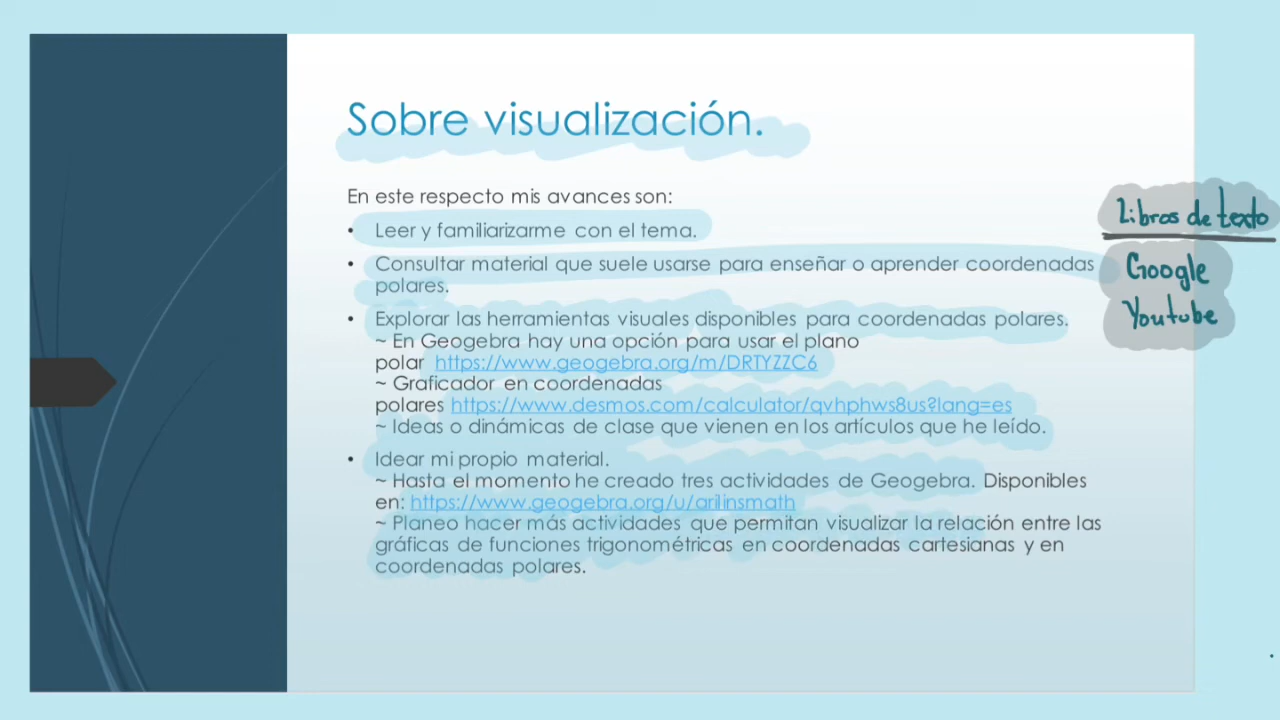 Sobre visualización.
En este respecto mis avances son:
• Leer y familiarizarme con el tema.
• Consultar material que suele usarse para enseñar o aprender coordenadas
polares.
• Explorar las herramientas visuales disponibles para coordenadas polares.
~ En Geogebra hay una opción para usar el plano
polar https://www.geogebra.org/m/DRTYZZC6
~ Graficador en coordenadas
polares https://www.desmos.com/calculator/qvhphws8us?lang=es
~ Ideas o dinámicas de clase que vienen en los artículos que he leído.
• Idear mi propio material.
~ Hasta el momento he creado tres actividades de Geogebra. Disponibles
en: https://www.geogebra.org/u/arilinsmath
~ Planeo hacer más actividades que permitan visualizar la relación entre las
gráficas de funciones trigonométricas en coordenadas cartesianas y en
coordenadas polares.
Libros de texto
Google
Youtube